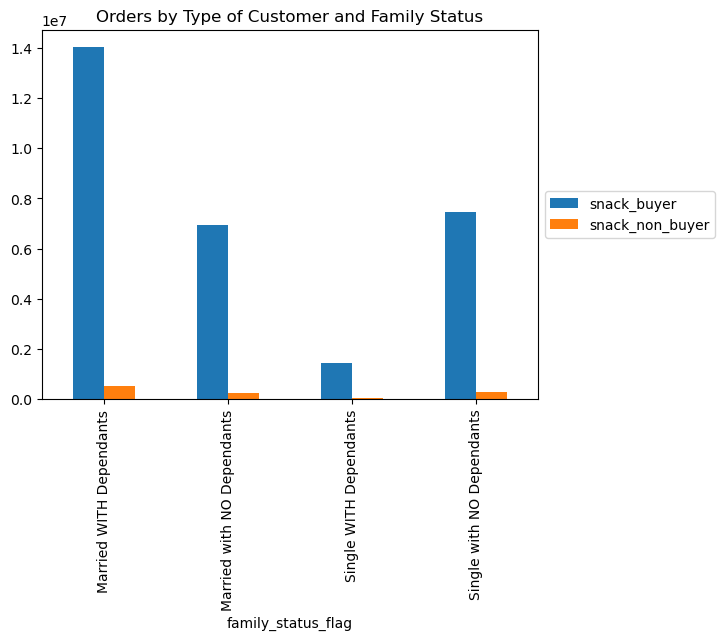 Orders by Type of Customer and Family Status
1e7
1.4
1.2
1.0
0.8
0.6
0.4
0.2
0.0
snack_buyer
snack_non_buyer
Married WITH Dependants
Married with NO Dependants
Single WITH Dependants
Single with NO Dependants
family_status_flag